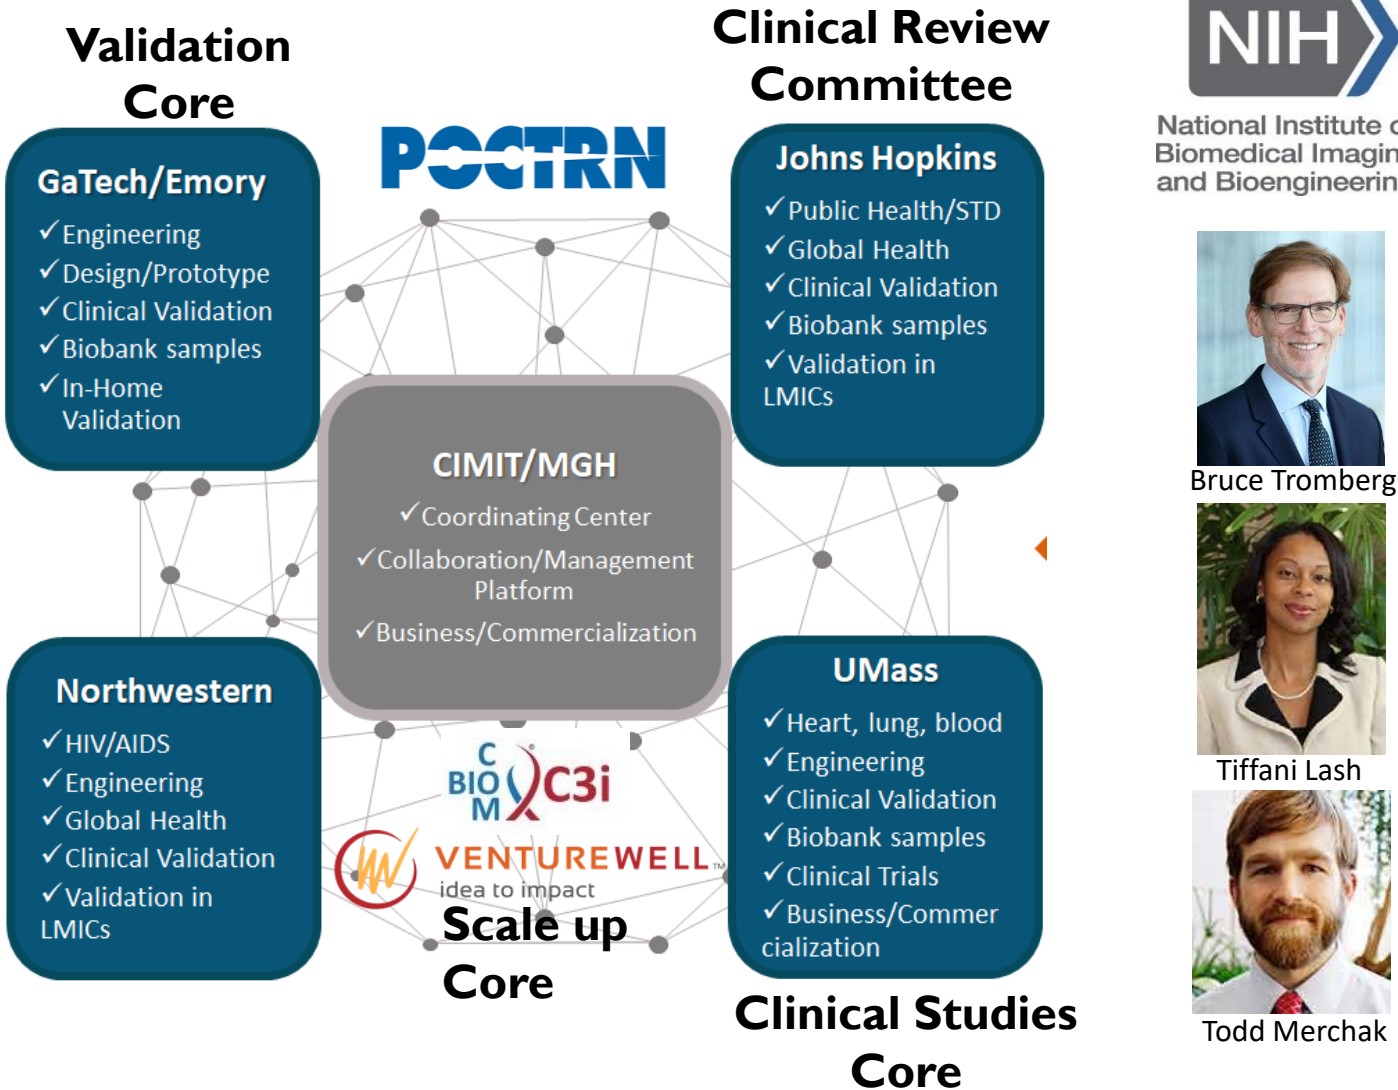 Validation
Core
Clinical Review
Committee
NIH
National Institute o
Biomedical Imagin
and Bioengineerin
POCTRN
GaTech/Emory
✓Engineering
✓Design/Prototype
✓Clinical Validation
✓Biobank samples
✓In-Home
Validation
Johns Hopkins
✓Public Health/STD
✓Global Health
✓Clinical Validation
✓Biobank samples
✓Validation in
LMICs
CIMIT/MGH
✓Coordinating Center
✓Collaboration/Management
Platform
✓Business/Commercialization
Northwestern
✓HIV/AIDS
✓Engineering
✓Global Health
✓Clinical Validation
✓Validation in
LMICs
C
BIO
M
C3i
©
VENTUREWELL™
idea to impact
Scale up
Core
UMass
✓Heart, lung, blood
✓Engineering
✓Clinical Validation
✓Biobank samples
✓Clinical Trials
✓Business/Commer
cialization
Clinical Studies
Core
Bruce Tromberg
Tiffani Lash
Todd Merchak